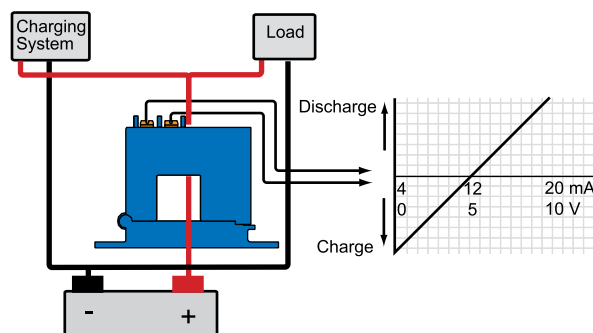 Charging
System
Load
Discharge
4 12 20 mA
0 5 10 V
Charge
- +